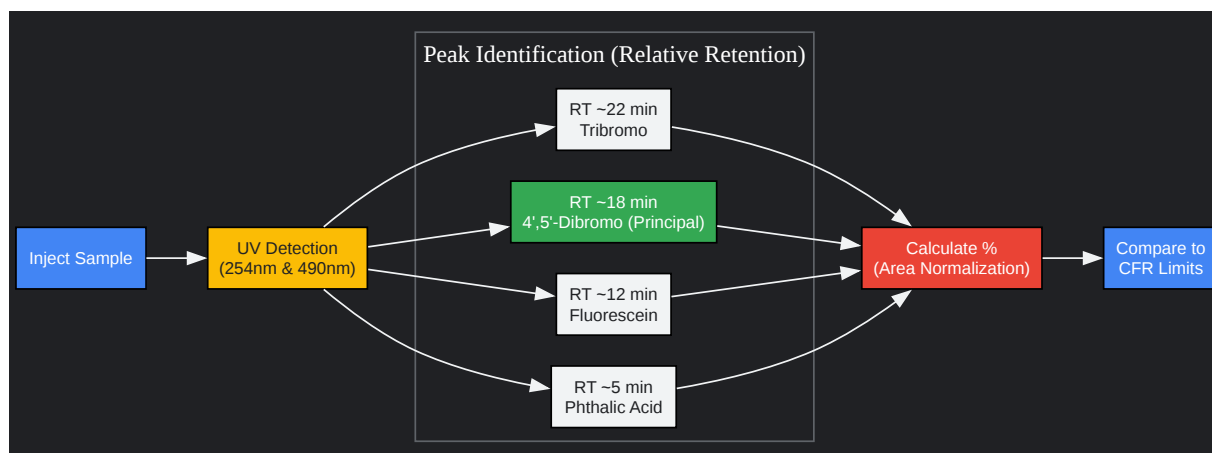 Peak Identification (Relative Retention)
Inject Sample
UV Detection
(254nm & 490nm)
RT ~22 min
Tribromo
RT ~18 min
4',5'-Dibromo (Principal)
RT ~12 min
Fluorescein
RT ~5 min
Phthalic Acid
Calculate %
(Area Normalization)
Compare to
CFR Limits